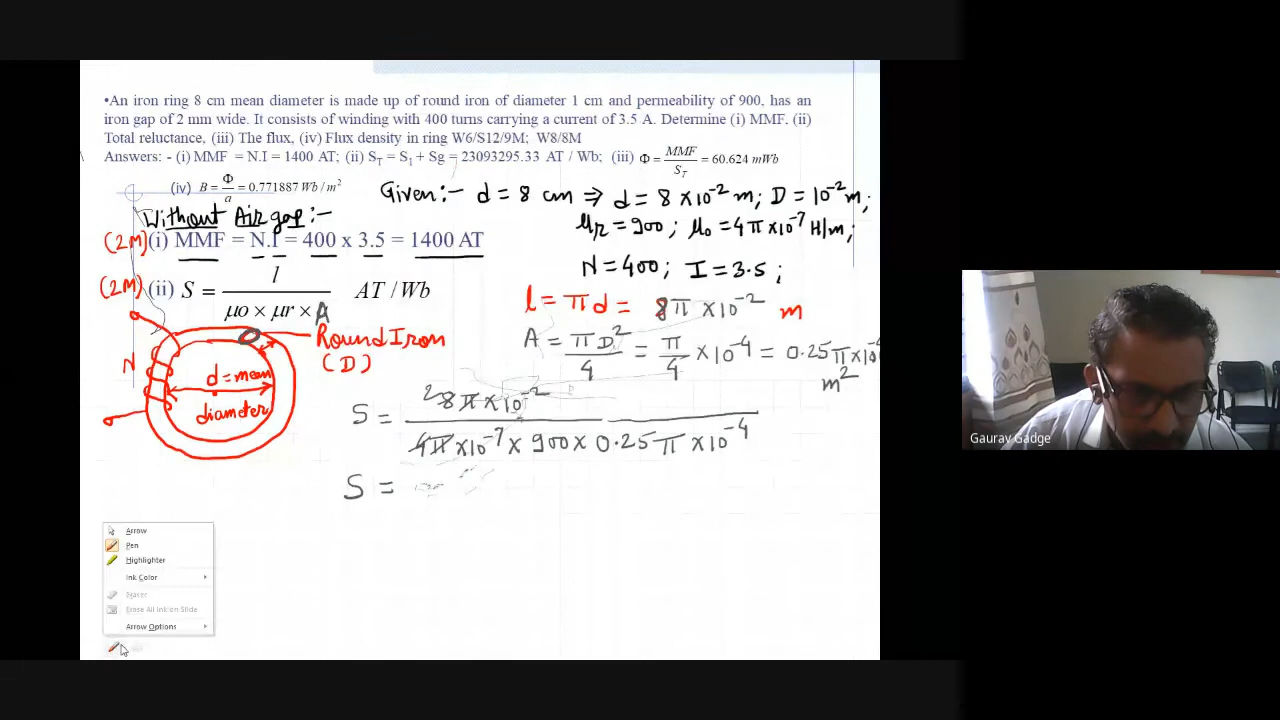 •An iron ring 8 cm mean diameter is made up of round iron of diameter 1 cm and permeability of 900, has an
iron gap of 2 mm wide. It consists of winding with 400 turns carrying a current of 3.5 A. Determine (i) MMF. (ii)
Total reluctance, (iii) The flux, (iv) Flux density in ring W6/S12/9M; W8/8M
Answers: - (i) MMF = N.I = 1400 AT; (ii) S_T = S_1 + Sg = 23093295.33 AT / Wb; (iii) Φ = MMF / S_T = 60.624 mWb
(iv) B = Φ / a = 0.771887 Wb / m²
Given:- d = 8 cm ⇒ d = 8 x10⁻² m; D = 10⁻² m;
μr = 900; μ₀ = 4π x10⁻⁷ H/m;
N = 400; I = 3.5;
Without Air gap:-
(2M) (i) MMF = N.I = 400 x 3.5 = 1400 AT
(2M) (ii) S = l / μo × μr × A AT / Wb
l = πd = 8π x10⁻² m
A = πD² / 4 = π / 4 x10⁻⁴ = 0.25π x10⁻⁴
m²
Round Iron
(D)
N
d = mean
diameter
S = ²8π x10⁻² / 4π x10⁻⁷ x 900 x 0.25π x10⁻⁴
S =
Arrow
Pen
Highlighter
Ink Color
Eraser
Erase All Ink on Slide
Arrow Options
Gaurav Gadge